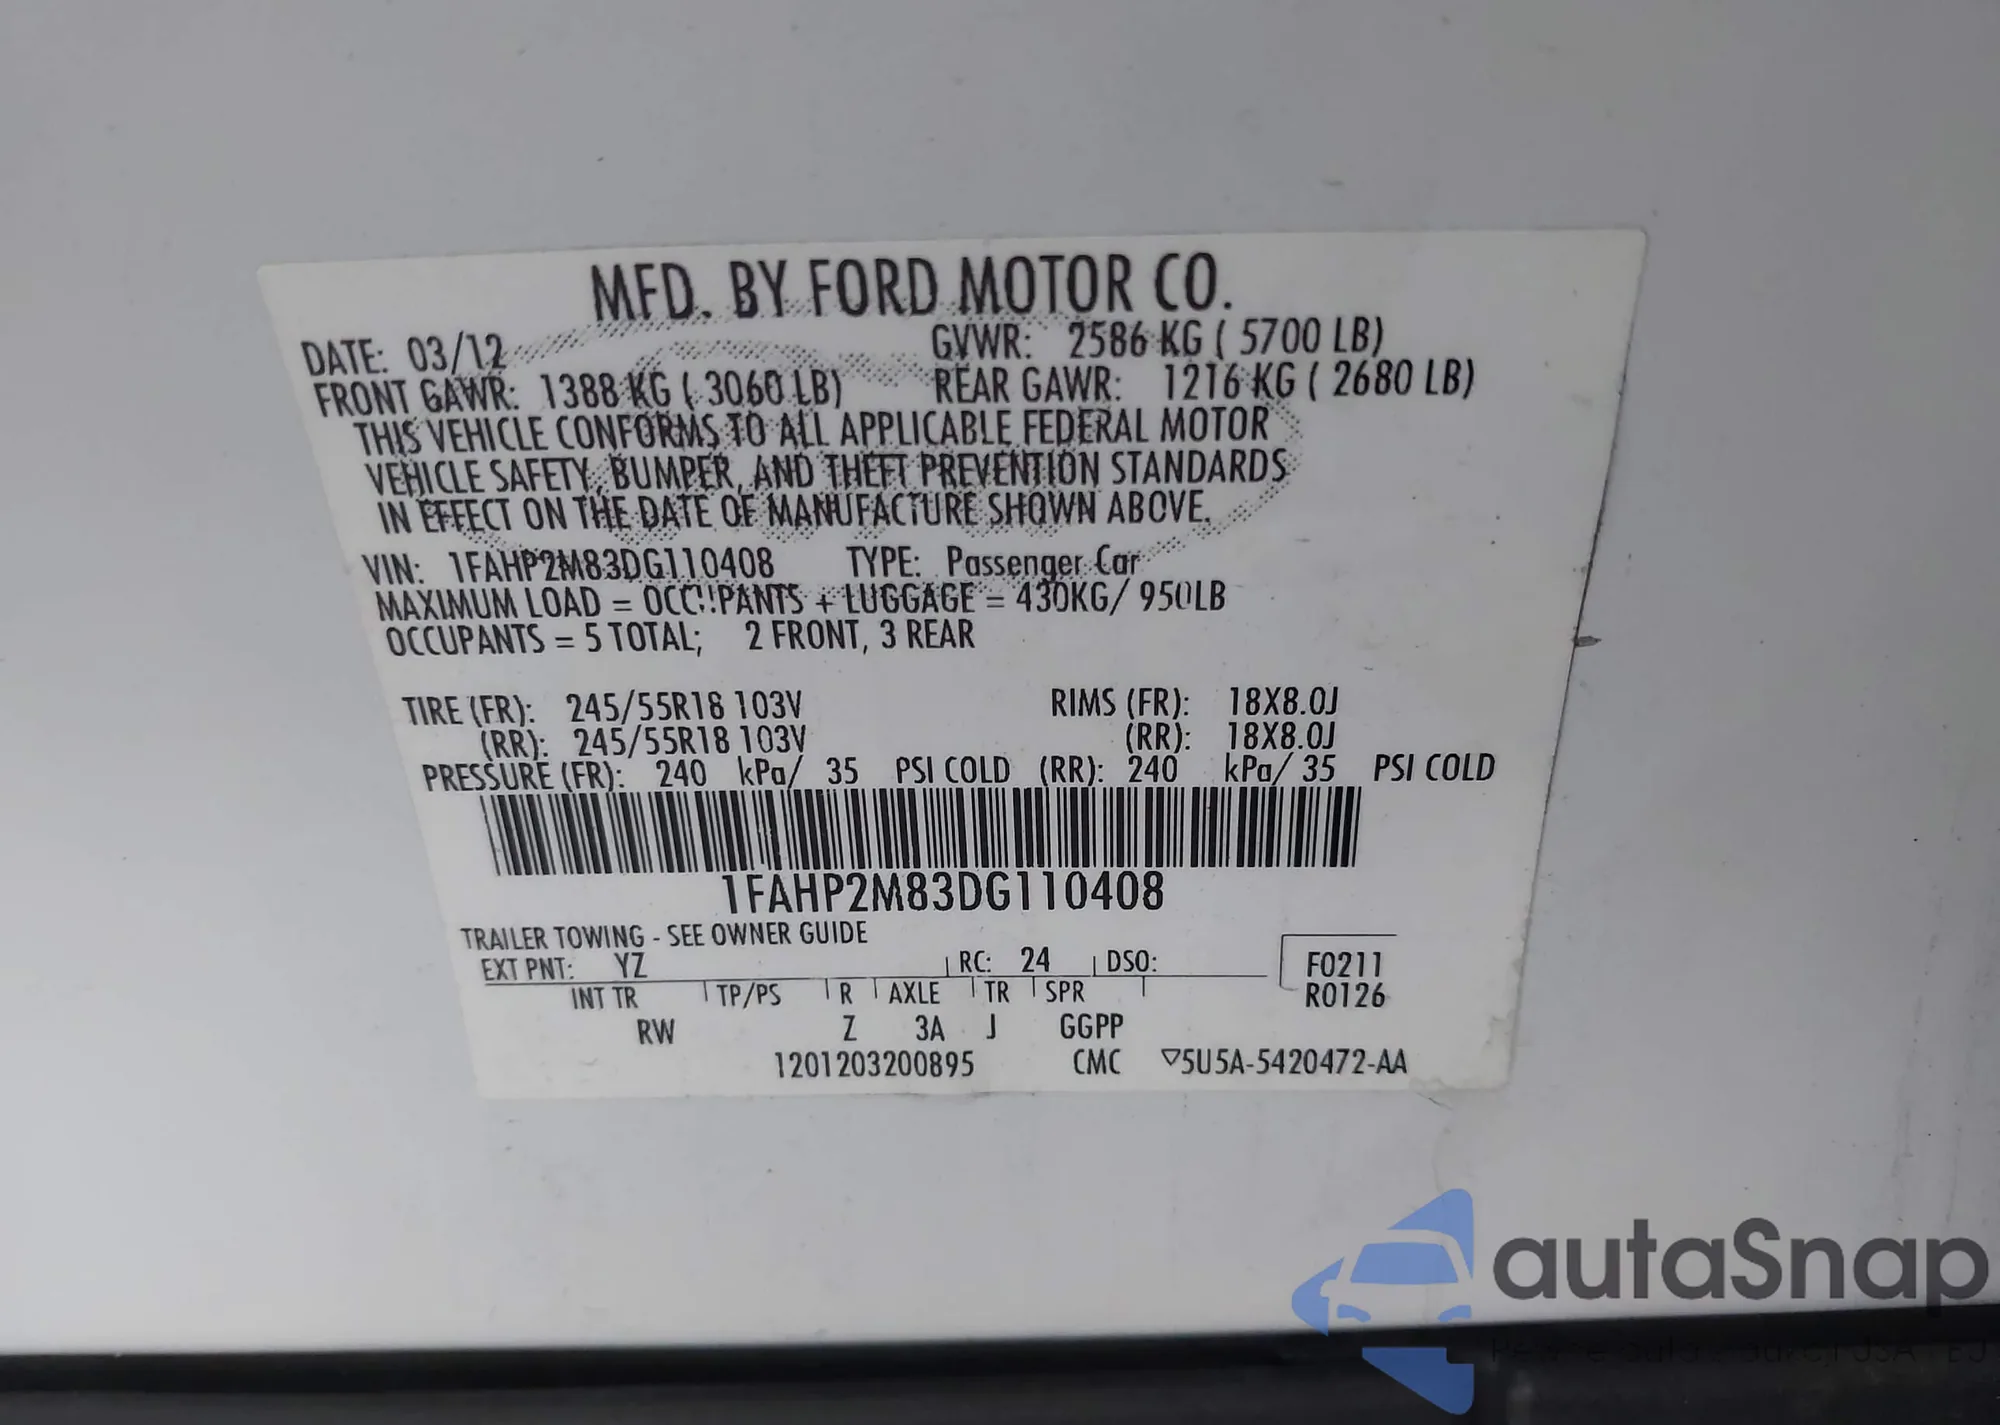 MFD. BY FORD MOTOR CO.
DATE: 03/12 GVWR: 2586 KG ( 5700 LB)
FRONT GAWR: 1388 KG ( 3060 LB) REAR GAWR: 1216 KG ( 2680 LB)
THIS VEHICLE CONFORMS TO ALL APPLICABLE FEDERAL MOTOR
VEHICLE SAFETY, BUMPER, AND THEFT PREVENTION STANDARDS
IN EFFECT ON THE DATE OF MANUFACTURE SHOWN ABOVE.
VIN: 1FAHP2M83DG110408 TYPE: Passenger Car
MAXIMUM LOAD = OCCUPANTS + LUGGAGE = 430KG/ 950LB
OCCUPANTS = 5 TOTAL; 2 FRONT, 3 REAR
TIRE (FR): 245/55R18 103V RIMS (FR): 18X8.0J
(RR): 245/55R18 103V (RR): 18X8.0J
PRESSURE (FR): 240 kPa/ 35 PSI COLD (RR): 240 kPa/ 35 PSI COLD
1FAHP2M83DG110408
TRAILER TOWING - SEE OWNER GUIDE
EXT PNT: YZ RC: 24 DSO: F0211
INT TR TP/PS R AXLE TR SPR R0126
RW Z 3A J GGPP
1201203200895 CMC ▽5U5A-5420472-AA
autaSnap